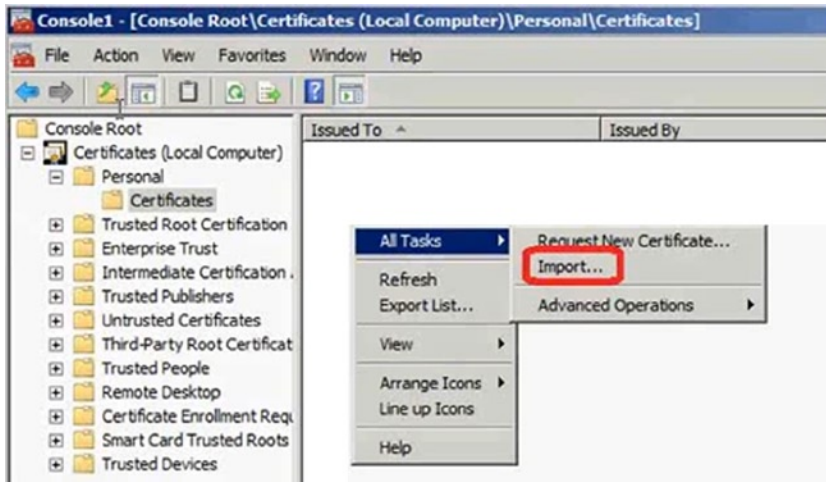 Console1 - [Console Root\Certificates (Local Computer)\Personal\Certificates]
File Action View Favorites Window Help
Console Root
Certificates (Local Computer)
Personal
Certificates
Trusted Root Certification
Enterprise Trust
Intermediate Certification
Trusted Publishers
Untrusted Certificates
Third-Party Root Certificat
Trusted People
Remote Desktop
Certificate Enrollment Requ
Smart Card Trusted Roots
Trusted Devices
Issued To Issued By
All Tasks
Refresh
Export List...
View
Arrange Icons
Line up Icons
Help
Request New Certificate...
Import...
Advanced Operations